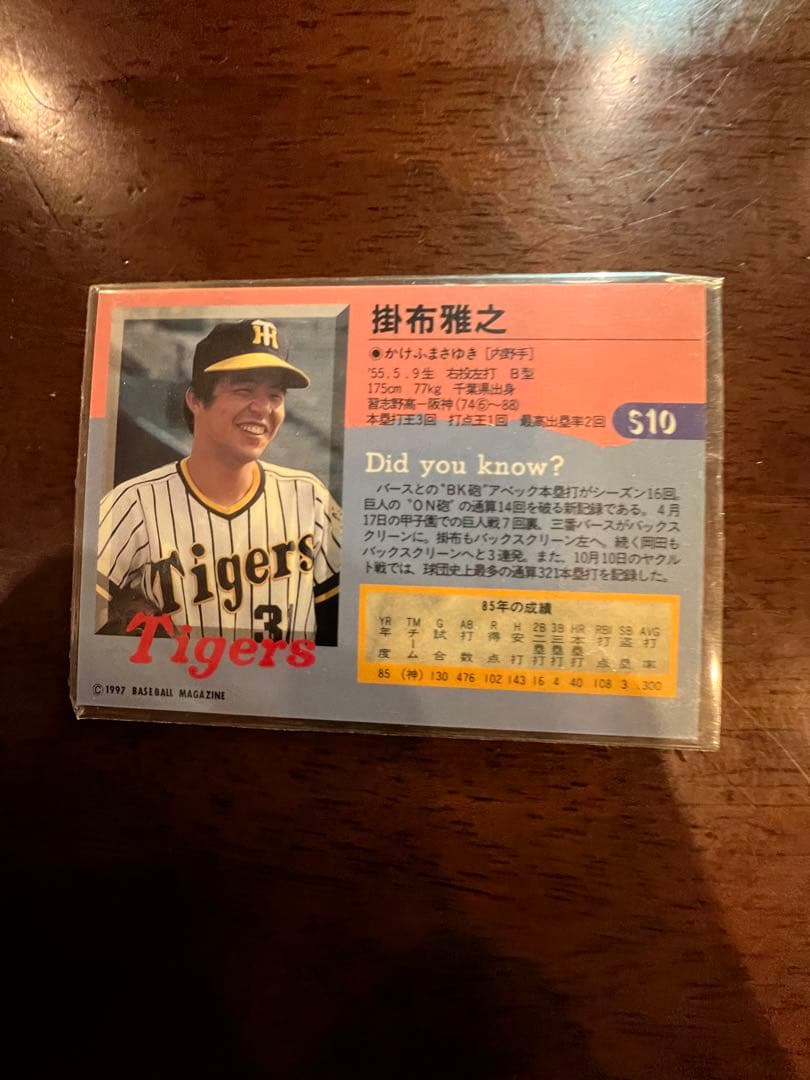 TH
Tigers
3
Tigers
©1997 BASEBALL MAGAZINE
掛布雅之
●かけふまさゆき [内野手]
'55.5.9生 右投左打 B型
175cm 77kg 千葉県出身
習志野高―阪神(74⑥〜88)
本塁打王3回 打点王1回 最高出塁率2回
S10
Did you know?
バースとの"BK砲"アベック本塁打がシーズン16回。
巨人の"ON砲"の通算14回を破る新記録である。4月
17日の甲子園での巨人戦7回裏、三番バースがバックス
クリーンに。掛布もバックスクリーン左へ、続く岡田も
バックスクリーンへと3連発。また、10月10日のヤクル
ト戦では、球団史上最多の通算321本塁打を記録した。
85年の成績
YR TM G AB R H 2B 3B HR RBI SB AVG
年度 チーム 試合 打数 得点 安打 二塁打 三塁打 本塁打 打点 盗塁 打率
85 (神) 130 476 102 143 16 4 40 108 3 .300